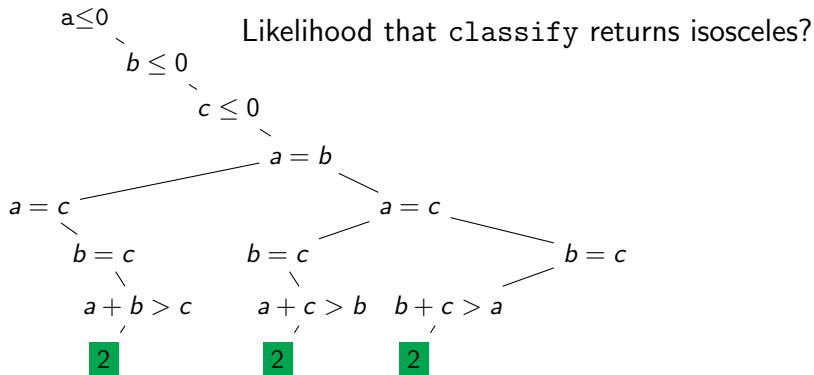 a≤0
Likelihood that classify returns isosceles?
b ≤ 0
c ≤ 0
a = b
a = c
a = c
b = c
b = c
b = c
a + b > c
a + c > b
b + c > a
2
2
2